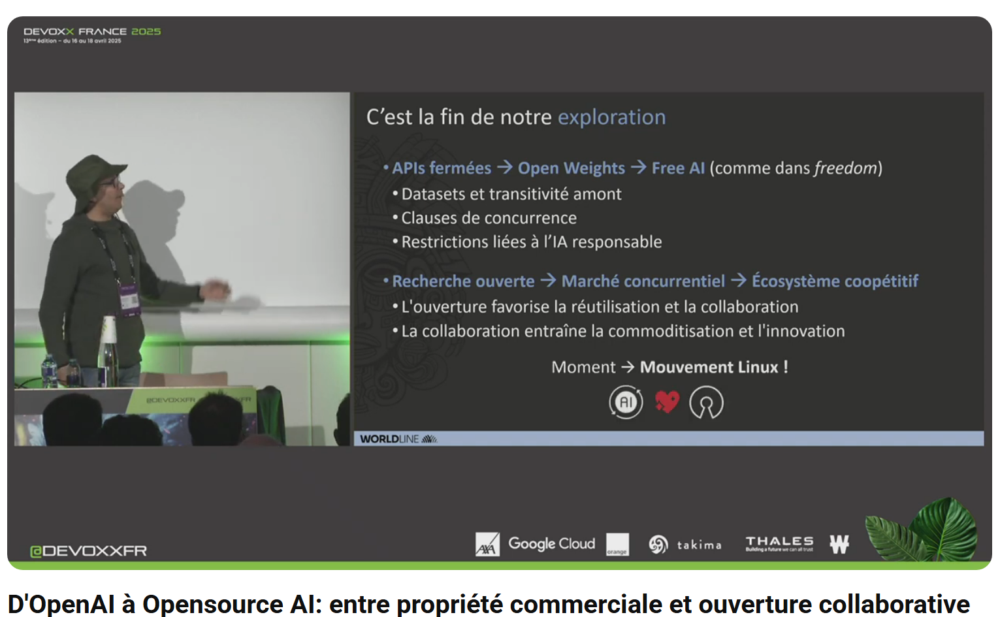 DEVOXX FRANCE 2025
13ème édition – du 16 au 18 avril 2025
C’est la fin de notre exploration
• APIs fermées → Open Weights → Free AI (comme dans freedom)
• Datasets et transitivité amont
• Clauses de concurrence
• Restrictions liées à l’IA responsable
• Recherche ouverte → Marché concurrentiel → Écosystème coopétitif
• L'ouverture favorise la réutilisation et la collaboration
• La collaboration entraîne la commoditisation et l'innovation
Moment → Mouvement Linux !
AI
WORLDLINE
@DEVOXXFR
@DEVOXXFR
AXA
Google Cloud
orange
takima
THALES
Building a future we can all trust
W
D'OpenAI à Opensource AI: entre propriété commerciale et ouverture collaborative